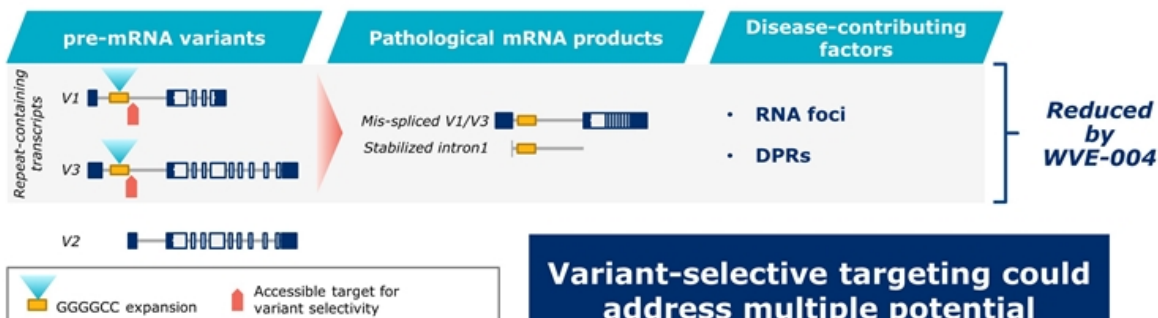 pre-mRNA variants
Pathological mRNA products
Disease-contributing
factors
Repeat-containing
transcripts
V1
V3
V2
Mis-spliced V1/V3
Stabilized intron1
• RNA foci
• DPRs
Reduced
by
WVE-004
GGGGCC expansion
Accessible target for
variant selectivity
Variant-selective targeting could
address multiple potential